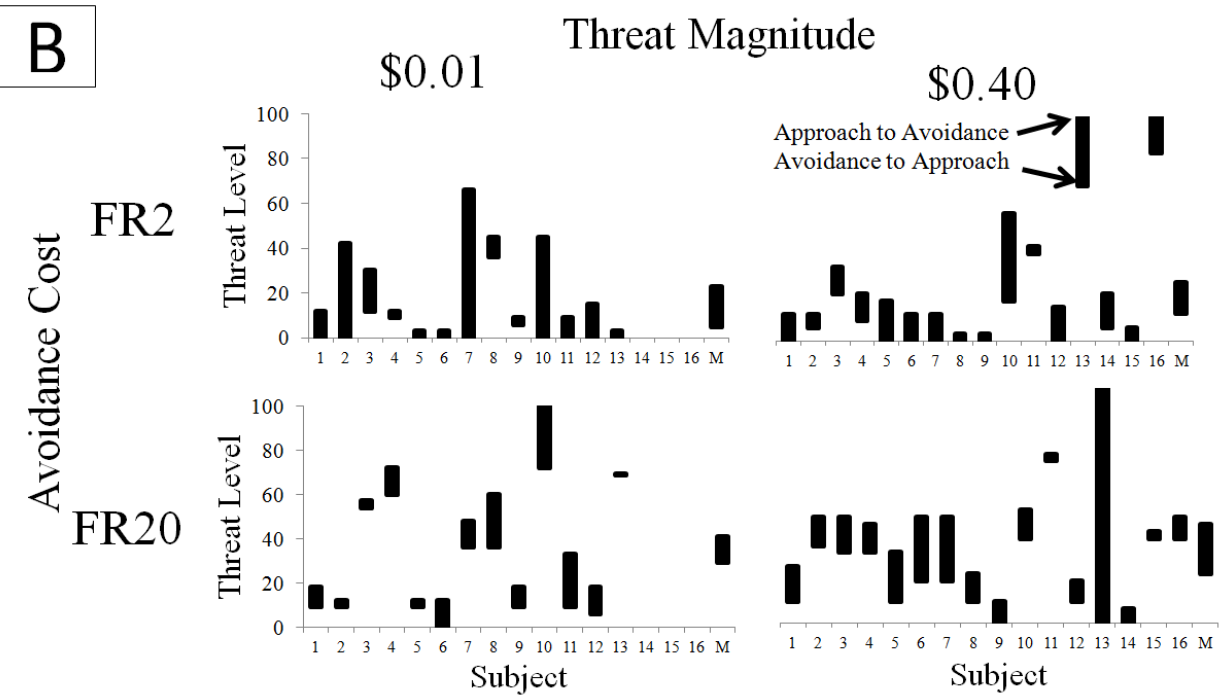 B
Threat Magnitude
$0.01
$0.40
Avoidance Cost
FR2
Threat Level
100
80
60
40
20
0
1 2 3 4 5 6 7 8 9 10 11 12 13 14 15 16 M
Approach to Avoidance
Avoidance to Approach
1 2 3 4 5 6 7 8 9 10 11 12 13 14 15 16 M
FR20
Threat Level
100
80
60
40
20
0
1 2 3 4 5 6 7 8 9 10 11 12 13 14 15 16 M
Subject
1 2 3 4 5 6 7 8 9 10 11 12 13 14 15 16 M
Subject